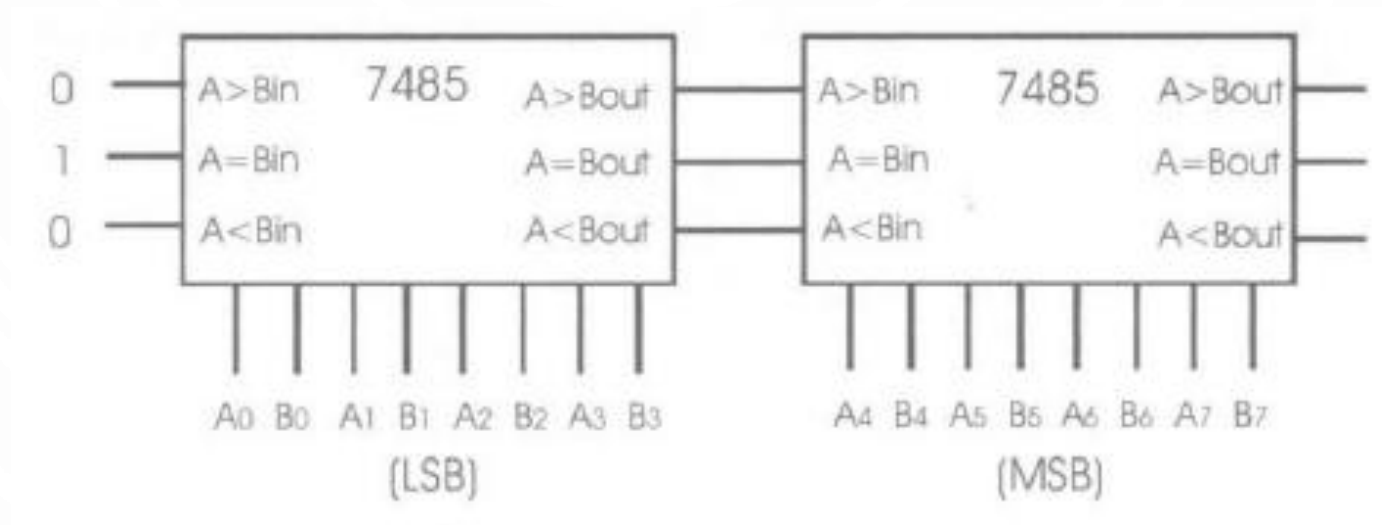 0 A>Bin 7485 A>Bout A>Bin 7485 A>Bout
1 A=Bin A=Bout A=Bin A=Bout
0 A<Bin A<Bout A<Bin A<Bout
A0 B0 A1 B1 A2 B2 A3 B3 A4 B4 A5 B5 A6 B6 A7 B7
(LSB) (MSB)